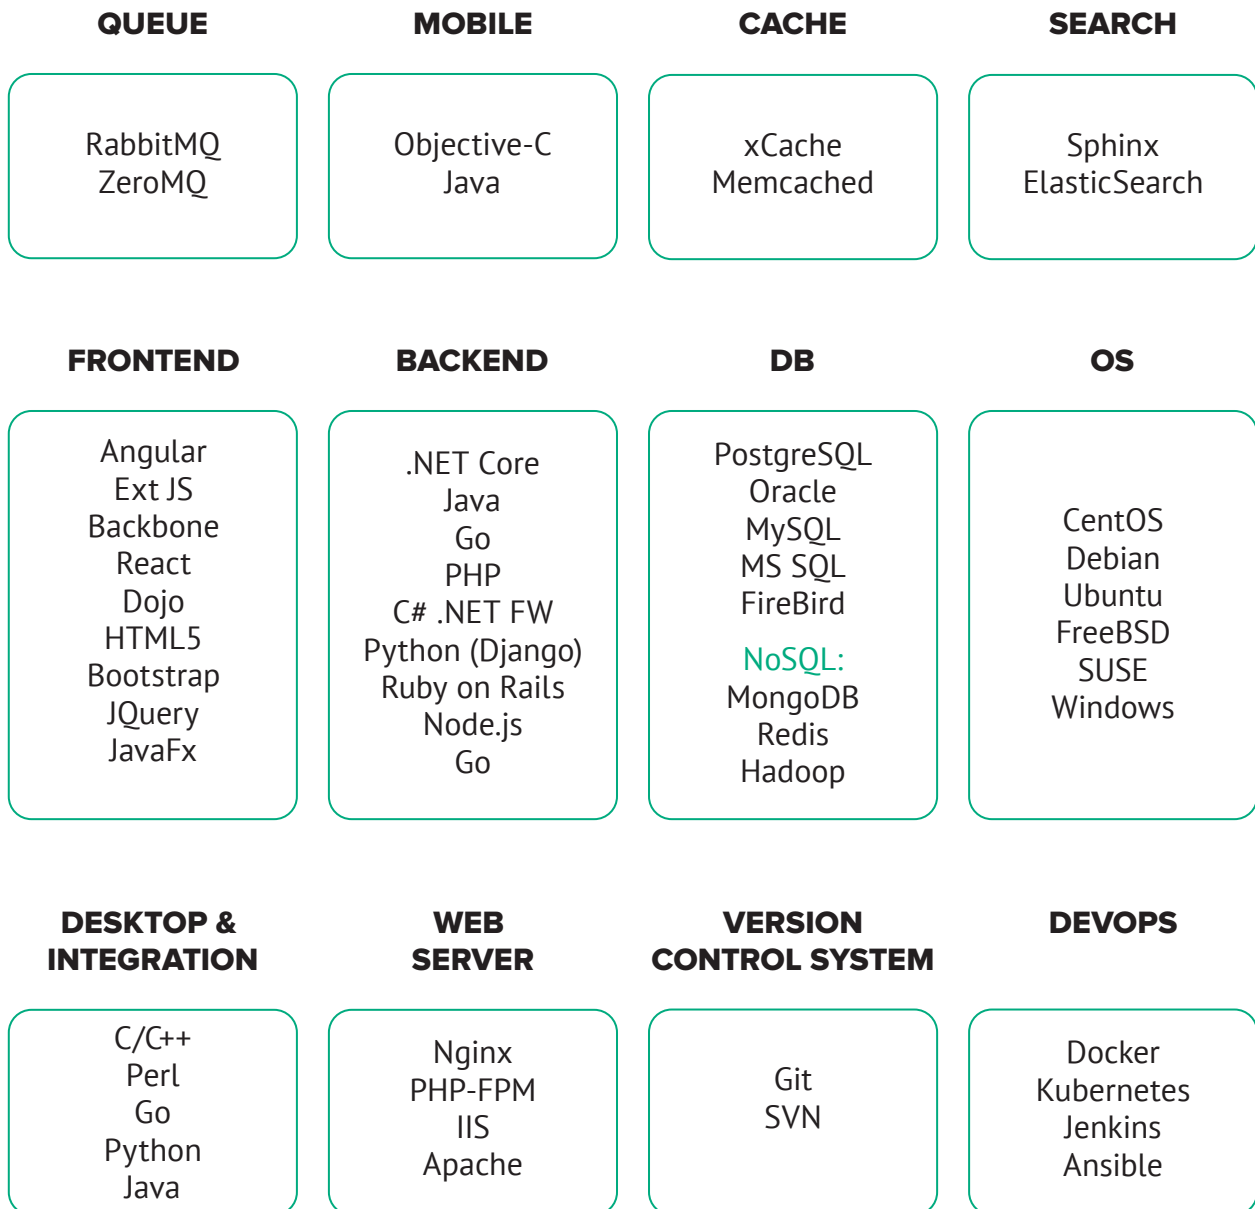 QUEUE
RabbitMQ
ZeroMQ
MOBILE
Objective-C
Java
CACHE
xCache
Memcached
SEARCH
Sphinx
ElasticSearch
FRONTEND
Angular
Ext JS
Backbone
React
Dojo
HTML5
Bootstrap
JQuery
JavaFx
BACKEND
.NET Core
Java
Go
PHP
C# .NET FW
Python (Django)
Ruby on Rails
Node.js
Go
DB
PostgreSQL
Oracle
MySQL
MS SQL
FireBird
NoSQL:
MongoDB
Redis
Hadoop
OS
CentOS
Debian
Ubuntu
FreeBSD
SUSE
Windows
DESKTOP &
INTEGRATION
C/C++
Perl
Go
Python
Java
WEB
SERVER
Nginx
PHP-FPM
IIS
Apache
VERSION
CONTROL SYSTEM
Git
SVN
DEVOPS
Docker
Kubernetes
Jenkins
Ansible